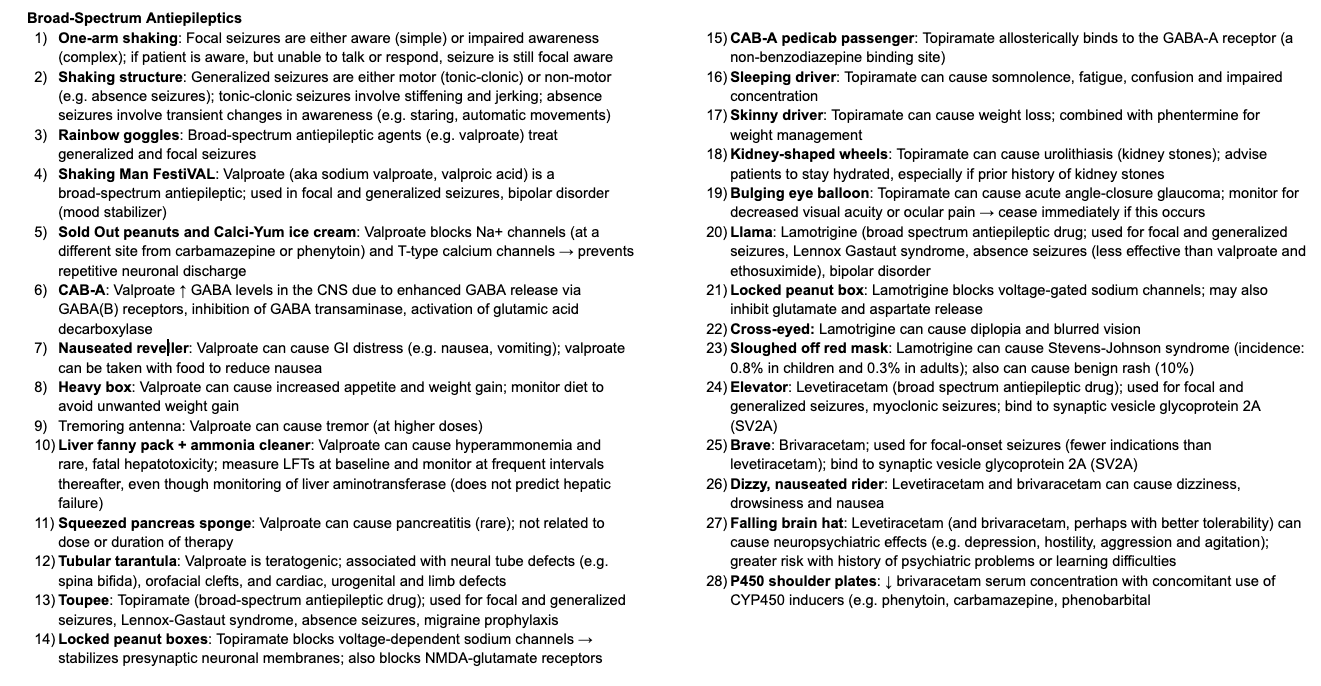 Broad-Spectrum Antiepileptics
1) One-arm shaking: Focal seizures are either aware (simple) or impaired awareness
(complex); if patient is aware, but unable to talk or respond, seizure is still focal aware
2) Shaking structure: Generalized seizures are either motor (tonic-clonic) or non-motor
(e.g. absence seizures); tonic-clonic seizures involve stiffening and jerking; absence
seizures involve transient changes in awareness (e.g. staring, automatic movements)
3) Rainbow goggles: Broad-spectrum antiepileptic agents (e.g. valproate) treat
generalized and focal seizures
4) Shaking Man FestiVAL: Valproate (aka sodium valproate, valproic acid) is a
broad-spectrum antiepileptic; used in focal and generalized seizures, bipolar disorder
(mood stabilizer)
5) Sold Out peanuts and Calci-Yum ice cream: Valproate blocks Na+ channels (at a
different site from carbamazepine or phenytoin) and T-type calcium channels → prevents
repetitive neuronal discharge
6) CAB-A: Valproate ↑ GABA levels in the CNS due to enhanced GABA release via
GABA(B) receptors, inhibition of GABA transaminase, activation of glutamic acid
decarboxylase
7) Nauseated reveller: Valproate can cause GI distress (e.g. nausea, vomiting); valproate
can be taken with food to reduce nausea
8) Heavy box: Valproate can cause increased appetite and weight gain; monitor diet to
avoid unwanted weight gain
9) Tremoring antenna: Valproate can cause tremor (at higher doses)
10) Liver fanny pack + ammonia cleaner: Valproate can cause hyperammonemia and
rare, fatal hepatotoxicity; measure LFTs at baseline and monitor at frequent intervals
thereafter, even though monitoring of liver aminotransferase (does not predict hepatic
failure)
11) Squeezed pancreas sponge: Valproate can cause pancreatitis (rare); not related to
dose or duration of therapy
12) Tubular tarantula: Valproate is teratogenic; associated with neural tube defects (e.g.
spina bifida), orofacial clefts, and cardiac, urogenital and limb defects
13) Toupee: Topiramate (broad-spectrum antiepileptic drug); used for focal and generalized
seizures, Lennox-Gastaut syndrome, absence seizures, migraine prophylaxis
14) Locked peanut boxes: Topiramate blocks voltage-dependent sodium channels →
stabilizes presynaptic neuronal membranes; also blocks NMDA-glutamate receptors
15) CAB-A pedicab passenger: Topiramate allosterically binds to the GABA-A receptor (a
non-benzodiazepine binding site)
16) Sleeping driver: Topiramate can cause somnolence, fatigue, confusion and impaired
concentration
17) Skinny driver: Topiramate can cause weight loss; combined with phentermine for
weight management
18) Kidney-shaped wheels: Topiramate can cause urolithiasis (kidney stones); advise
patients to stay hydrated, especially if prior history of kidney stones
19) Bulging eye balloon: Topiramate can cause acute angle-closure glaucoma; monitor for
decreased visual acuity or ocular pain → cease immediately if this occurs
20) Llama: Lamotrigine (broad spectrum antiepileptic drug; used for focal and generalized
seizures, Lennox Gastaut syndrome, absence seizures (less effective than valproate and
ethosuximide), bipolar disorder
21) Locked peanut box: Lamotrigine blocks voltage-gated sodium channels; may also
inhibit glutamate and aspartate release
22) Cross-eyed: Lamotrigine can cause diplopia and blurred vision
23) Sloughed off red mask: Lamotrigine can cause Stevens-Johnson syndrome (incidence:
0.8% in children and 0.3% in adults); also can cause benign rash (10%)
24) Elevator: Levetiracetam (broad spectrum antiepileptic drug); used for focal and
generalized seizures, myoclonic seizures; bind to synaptic vesicle glycoprotein 2A
(SV2A)
25) Brave: Brivaracetam; used for focal-onset seizures (fewer indications than
levetiracetam); bind to synaptic vesicle glycoprotein 2A (SV2A)
26) Dizzy, nauseated rider: Levetiracetam and brivaracetam can cause dizziness,
drowsiness and nausea
27) Falling brain hat: Levetiracetam (and brivaracetam, perhaps with better tolerability) can
cause neuropsychiatric effects (e.g. depression, hostility, aggression and agitation);
greater risk with history of psychiatric problems or learning difficulties
28) P450 shoulder plates: ↓ brivaracetam serum concentration with concomitant use of
CYP450 inducers (e.g. phenytoin, carbamazepine, phenobarbital